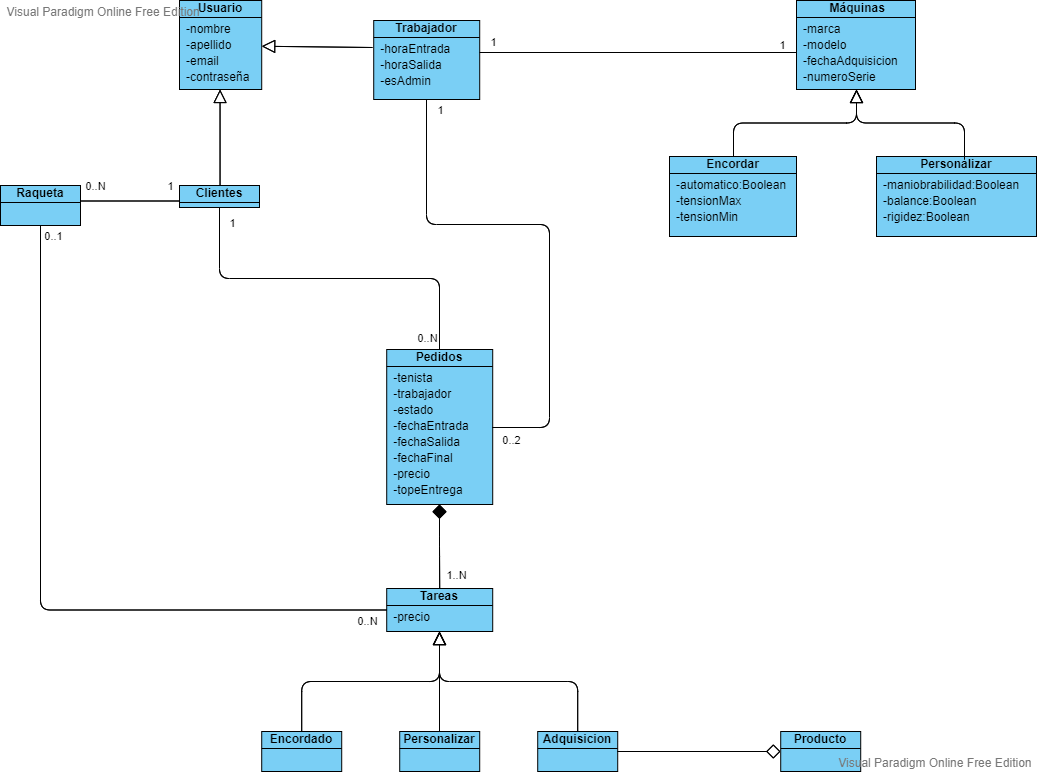 Visual Paradigm Online Free Edition
Usuario
-nombre
-apellido
-email
-contraseña
Trabajador
-horaEntrada
-horaSalida
-esAdmin
1
1
Máquinas
-marca
-modelo
-fechaAdquisicion
-numeroSerie
1
Encordar
-automatico:Boolean
-tensionMax
-tensionMin
Personalizar
-maniobrabilidad:Boolean
-balance:Boolean
-rigidez:Boolean
Raqueta
0..N
1
Clientes
0..1
1
0..N
Pedidos
-tenista
-trabajador
-estado
-fechaEntrada
-fechaSalida
-fechaFinal
-precio
-topeEntrega
0..2
1..N
Tareas
-precio
0..N
Encordado
Personalizar
Adquisicion
Producto
Visual Paradigm Online Free Edition